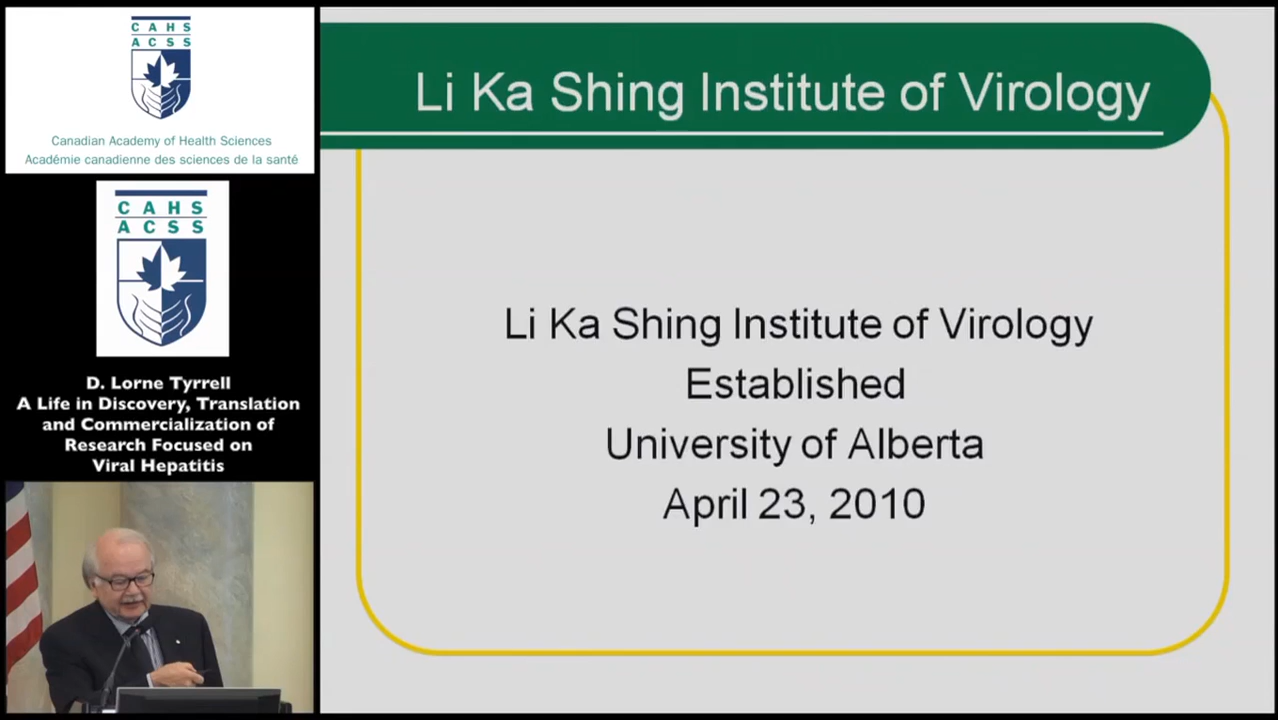 CAHS
ACSS
Canadian Academy of Health Sciences
Académie canadienne des sciences de la santé
CAHS
ACSS
D. Lorne Tyrrell
A Life in Discovery, Translation
and Commercialization of
Research Focused on
Viral Hepatitis
Li Ka Shing Institute of Virology
Li Ka Shing Institute of Virology
Established
University of Alberta
April 23, 2010